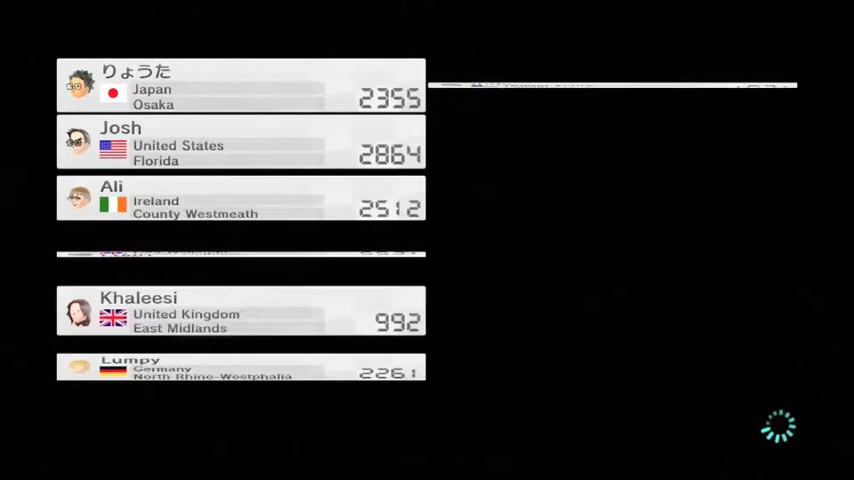 りょうた
Japan
Osaka
2355
Josh
United States
Florida
2864
Ali
Ireland
County Westmeath
2512
Khaleesi
United Kingdom
East Midlands
992
Lumpy
Germany
North Rhine-Westphalia
2261